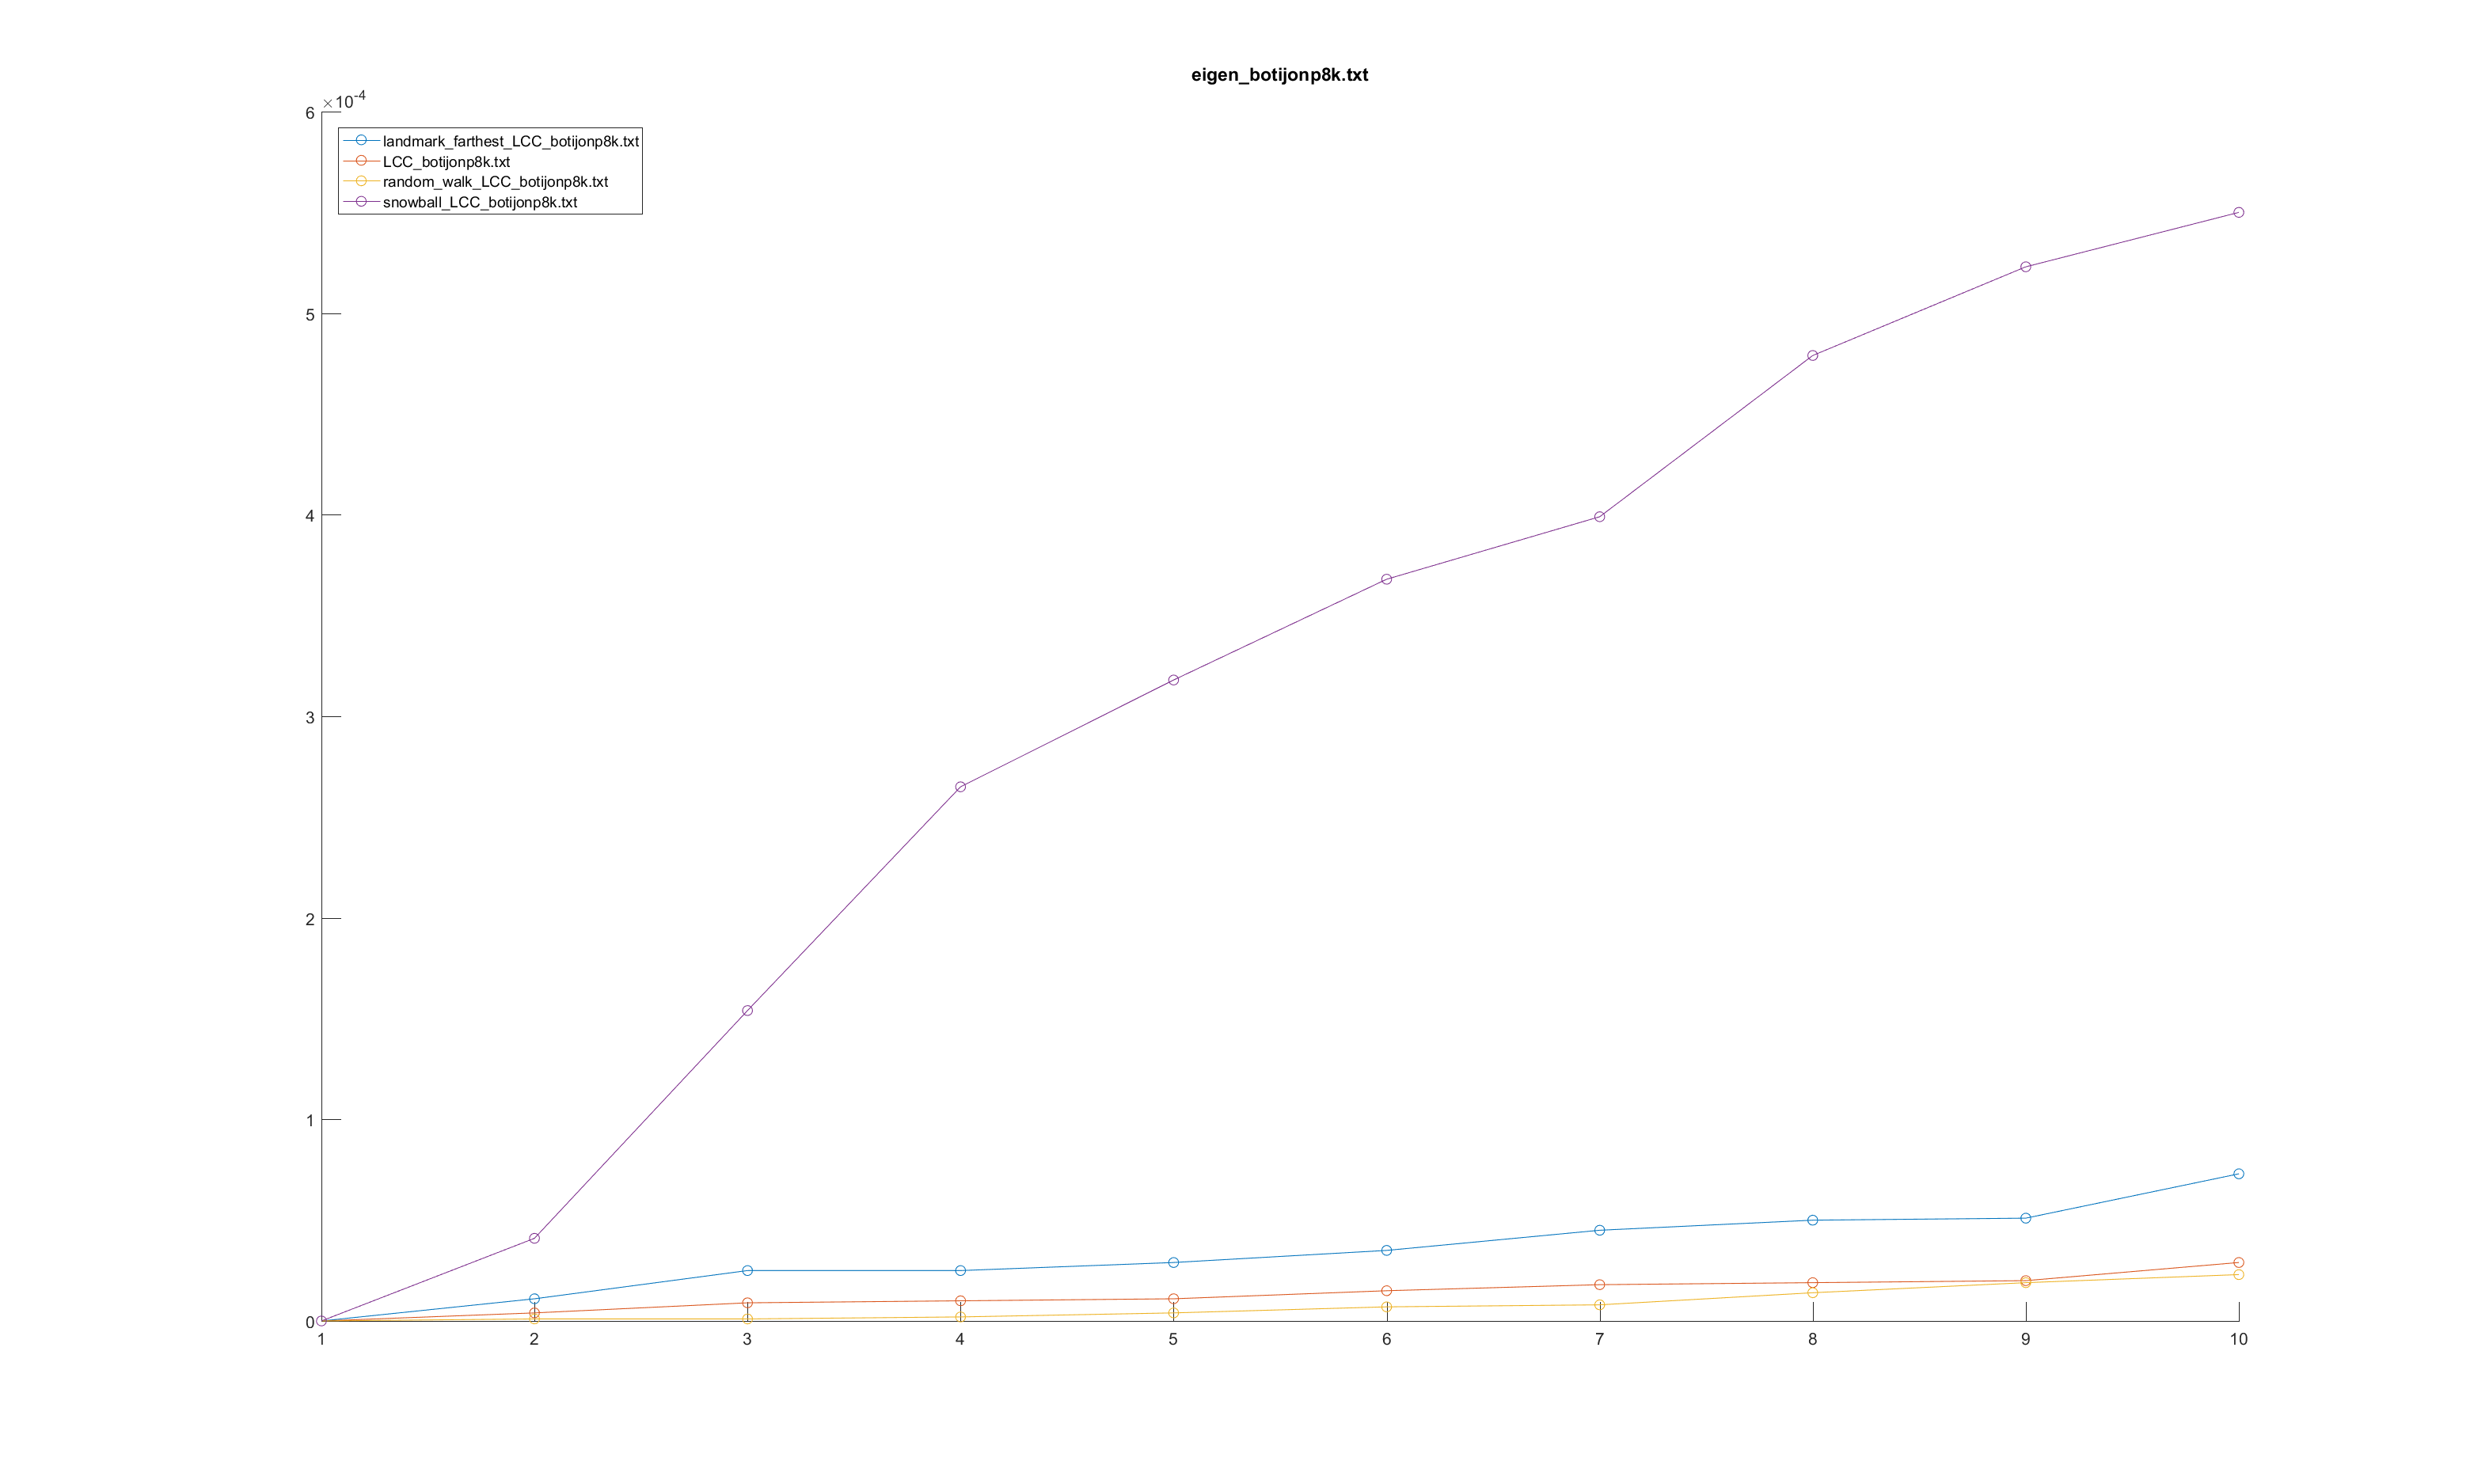 eigen_botijonp8k.txt
×10-4
6
landmark_farthest_LCC_botijonp8k.txt
LCC_botijonp8k.txt
random_walk_LCC_botijonp8k.txt
snowball_LCC_botijonp8k.txt
5
4
3
2
1
0
1 2 3 4 5 6 7 8 9 10